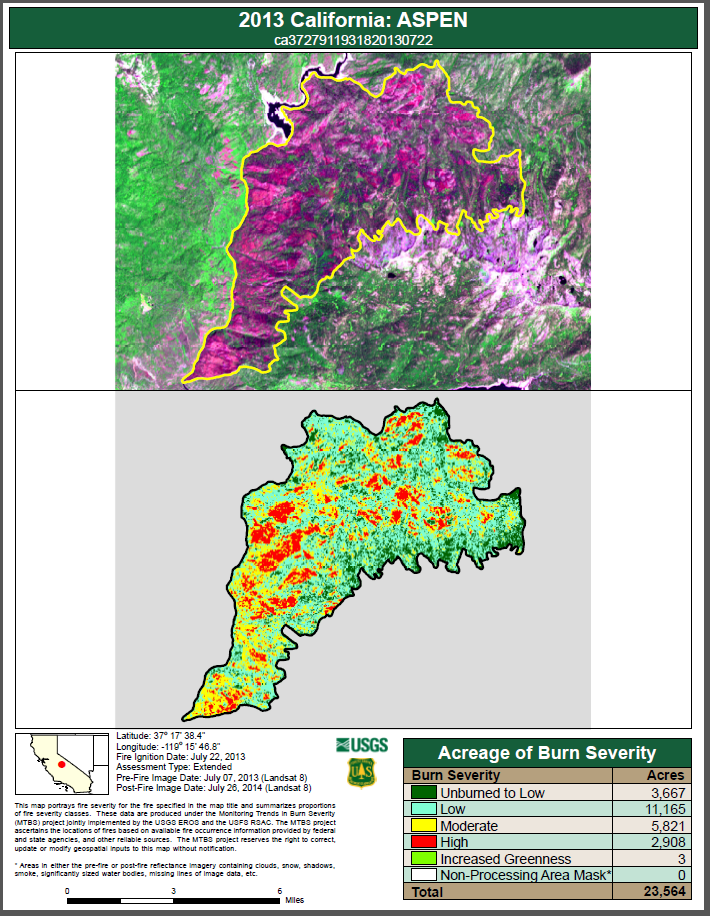 2013 California: ASPEN
ca3727911931820130722
Latitude: 37° 17' 38.4"
Longitude: -119° 15' 46.8"
Fire Ignition Date: July 22, 2013
Assessment Type: Extended
Pre-Fire Image Date: July 07, 2013 (Landsat 8)
Post-Fire Image Date: July 26, 2014 (Landsat 8)
This map portrays fire severity for the fire specified in the map title and summarizes proportions
of fire severity classes. These data are produced under the Monitoring Trends in Burn Severity
(MTBS) project jointly implemented by the USGS EROS and the USFS RSAC. The MTBS project
ascertains the locations of fires based on available fire occurrence information provided by federal
and state agencies, and other reliable sources. The MTBS project reserves the right to correct,
update or modify geospatial inputs to this map without notification.
* Areas in either the pre-fire or post-fire reflectance imagery containing clouds, snow, shadows,
smoke, significantly sized water bodies, missing lines of image data, etc.
0 3 6
Miles
USGS
U S
Acreage of Burn Severity
Burn Severity Acres
Unburned to Low 3,667
Low 11,165
Moderate 5,821
High 2,908
Increased Greenness 3
Non-Processing Area Mask* 0
Total 23,564